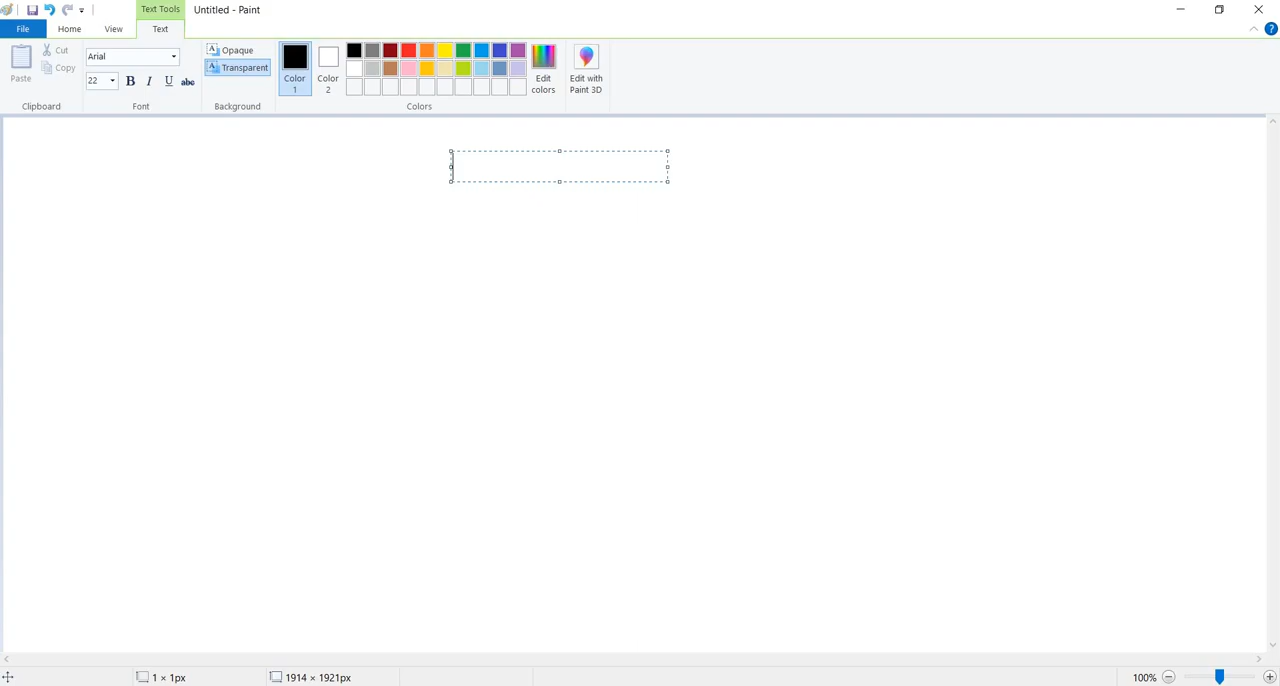 Text Tools Untitled - Paint
File Home View Text
Paste Cut Copy
Clipboard
Arial
22 B I U abc
Font
Opaque
Transparent
Background
Color 1
Color 2
Edit colors
Colors
Edit with Paint 3D
1 × 1px 1914 × 1921px 100%